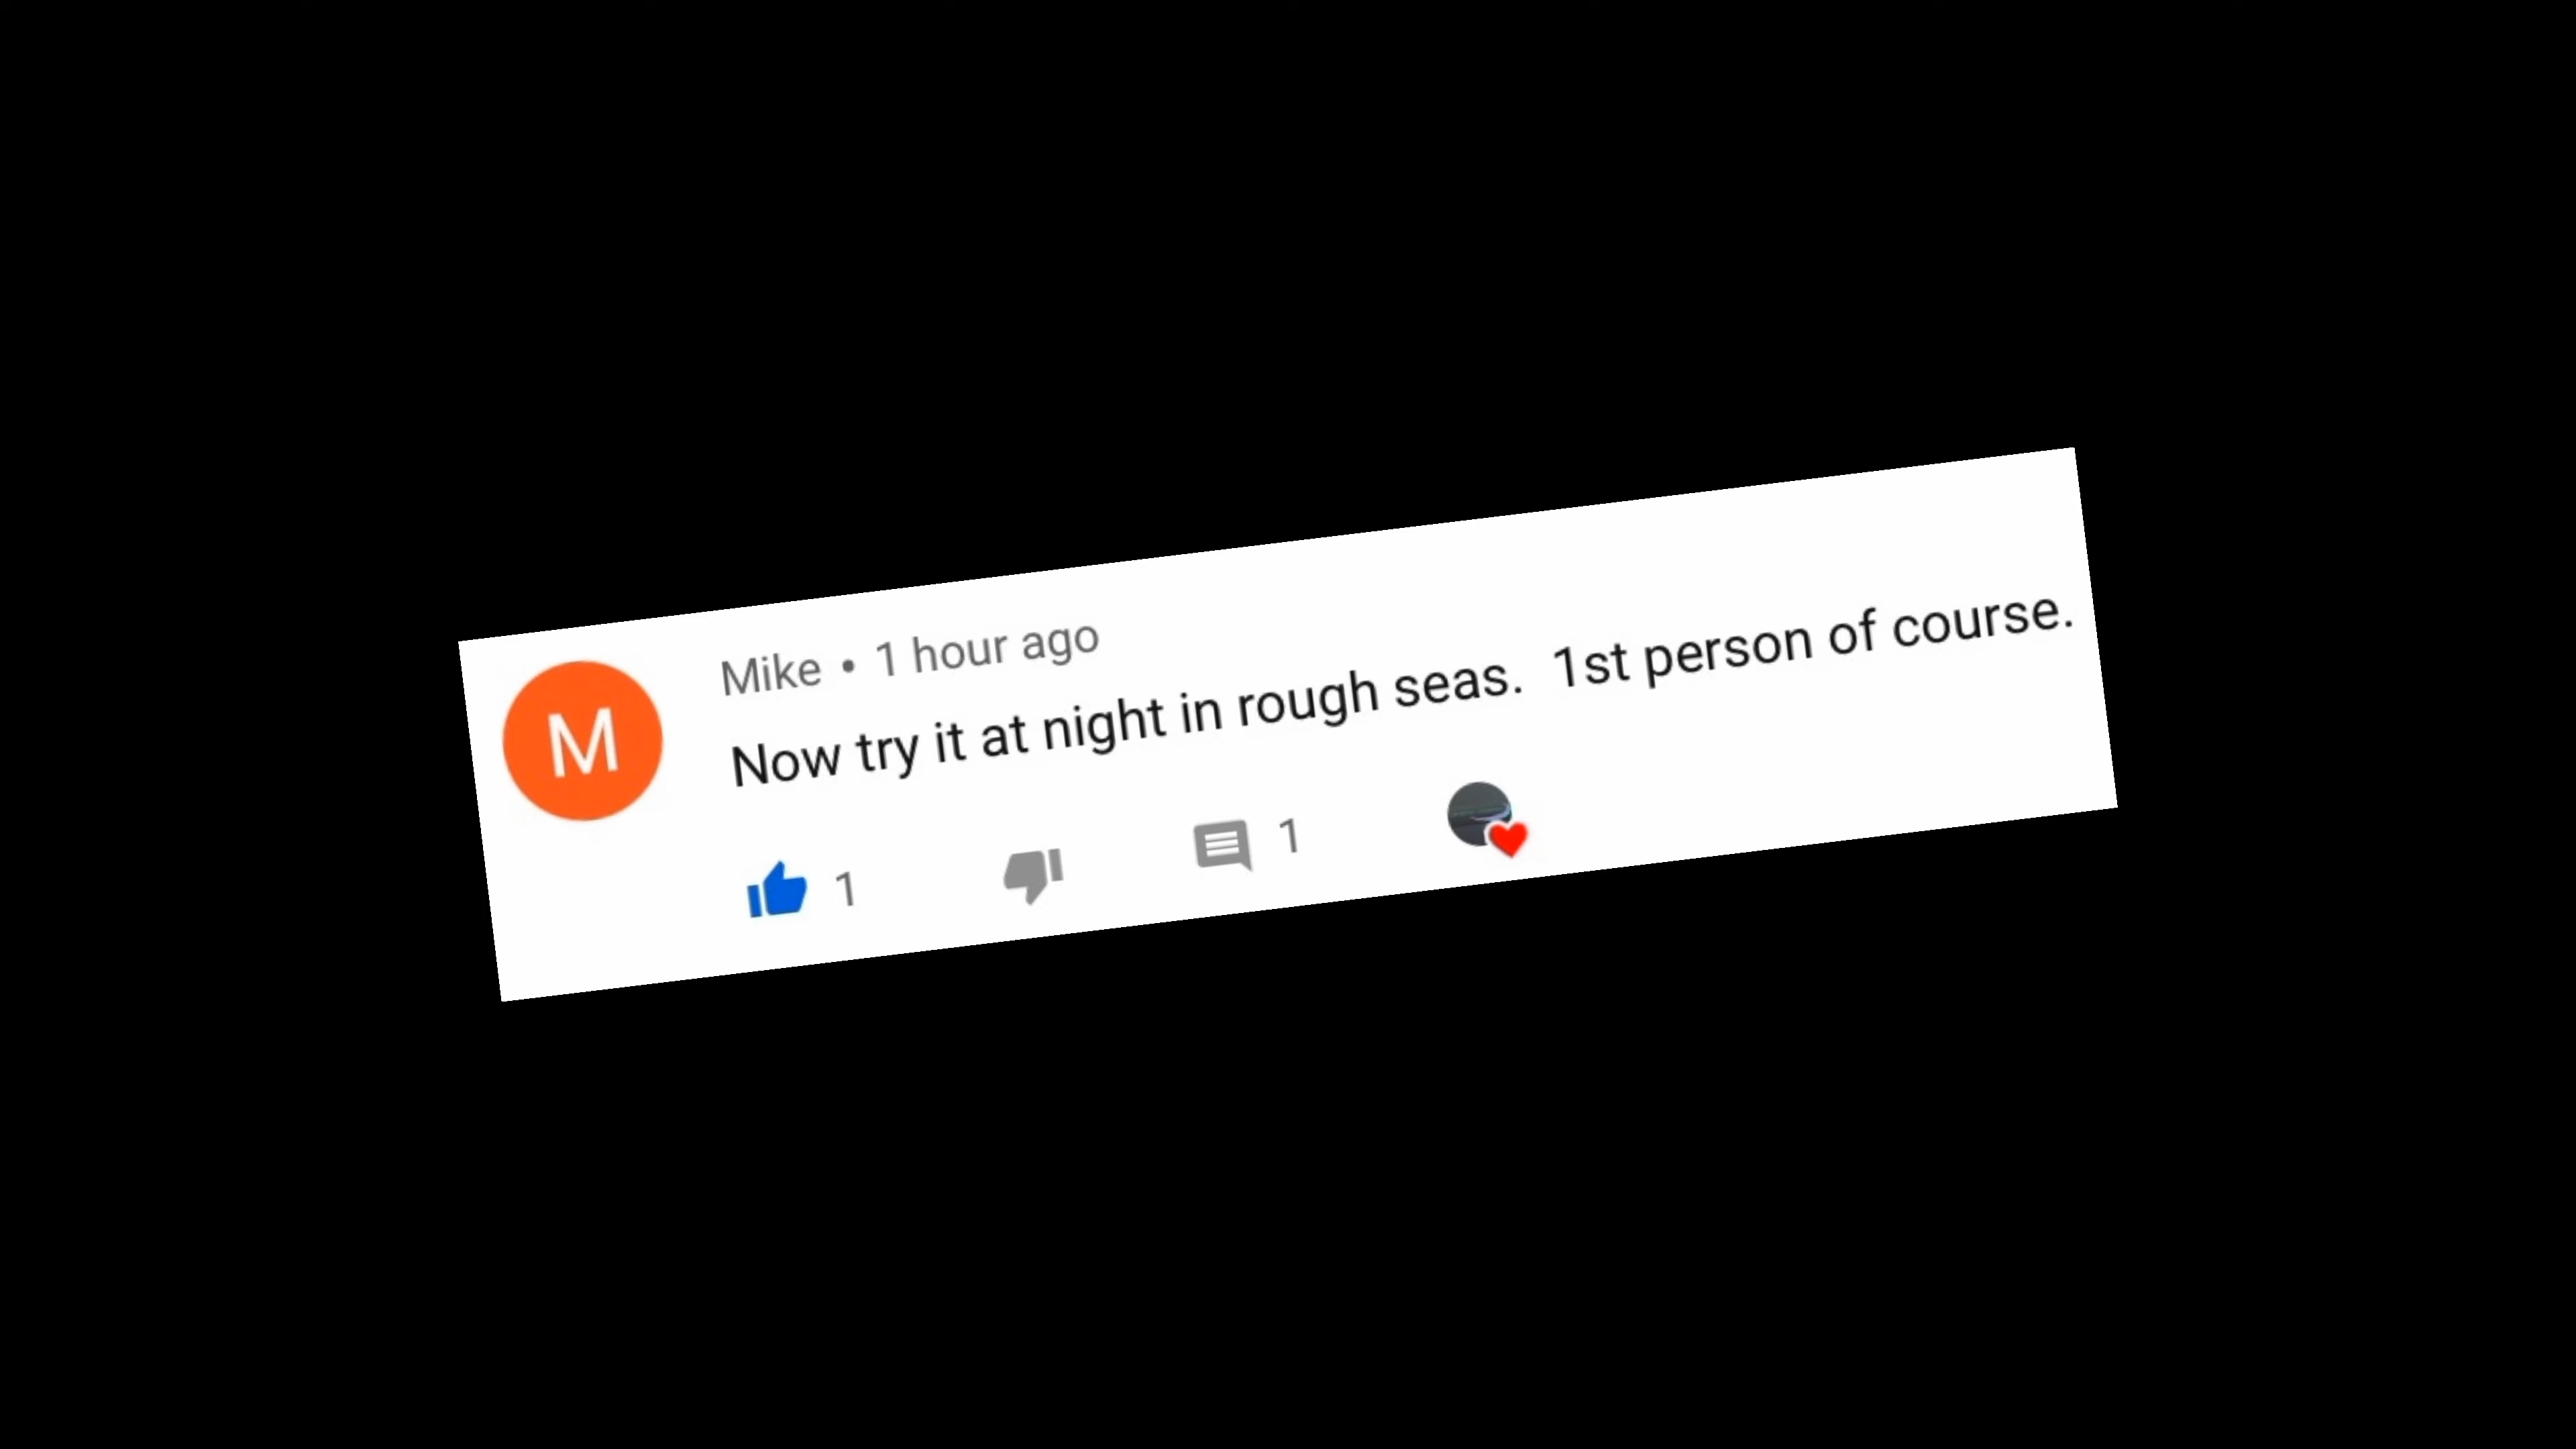 M
Mike • 1 hour ago
Now try it at night in rough seas.  1st person of course.
1 1